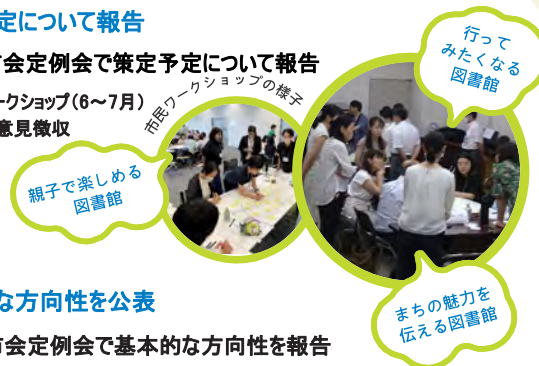 定について報告
市会定例会で策定予定について報告
ークショップ(6～7月)
意見徴収
市民ワークショップの様子
行って
みたくなる
図書館
親子で楽しめる
図書館
な方向性を公表
市会定例会で基本的な方向性を報告
まちの魅力を
伝える図書館